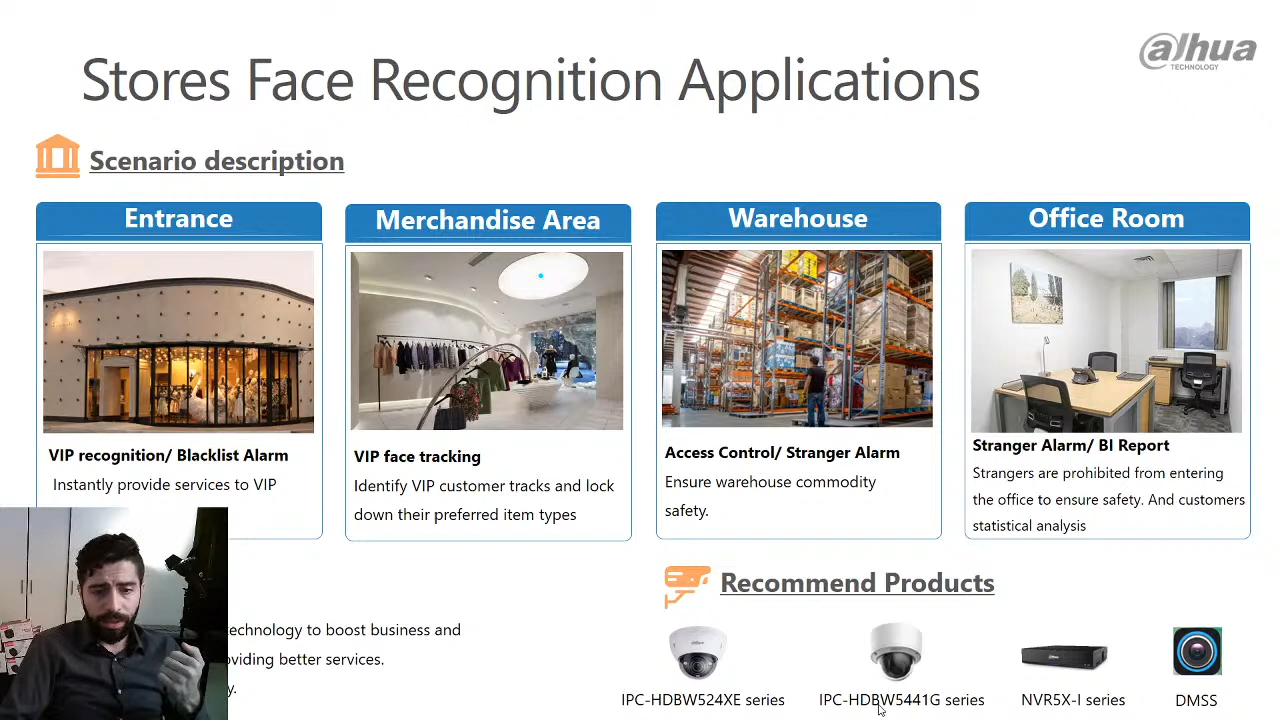 alhua
TECHNOLOGY
Stores Face Recognition Applications
Scenario description
Entrance
VIP recognition/ Blacklist Alarm
Instantly provide services to VIP
Merchandise Area
VIP face tracking
Identify VIP customer tracks and lock
down their preferred item types
Warehouse
Access Control/ Stranger Alarm
Ensure warehouse commodity
safety.
Office Room
Stranger Alarm/ BI Report
Strangers are prohibited from entering
the office to ensure safety. And customers
statistical analysis
technology to boost business and
viding better services.
y.
Recommend Products
IPC-HDBW524XE series
IPC-HDBW5441G series
NVR5X-I series
DMSS